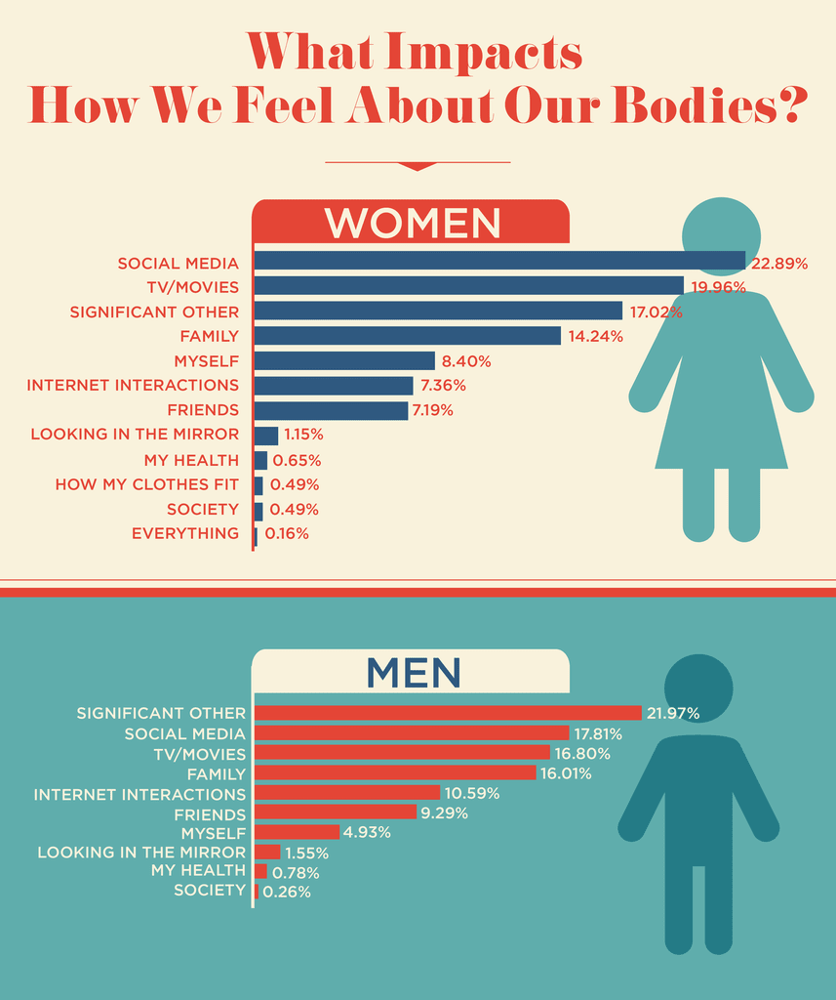 What Impacts
How We Feel About Our Bodies?
WOMEN
SOCIAL MEDIA 22.89%
TV/MOVIES 19.96%
SIGNIFICANT OTHER 17.02%
FAMILY 14.24%
MYSELF 8.40%
INTERNET INTERACTIONS 7.36%
FRIENDS 7.19%
LOOKING IN THE MIRROR 1.15%
MY HEALTH 0.65%
HOW MY CLOTHES FIT 0.49%
SOCIETY 0.49%
EVERYTHING 0.16%
MEN
SIGNIFICANT OTHER 21.97%
SOCIAL MEDIA 17.81%
TV/MOVIES 16.80%
FAMILY 16.01%
INTERNET INTERACTIONS 10.59%
FRIENDS 9.29%
MYSELF 4.93%
LOOKING IN THE MIRROR 1.55%
MY HEALTH 0.78%
SOCIETY 0.26%